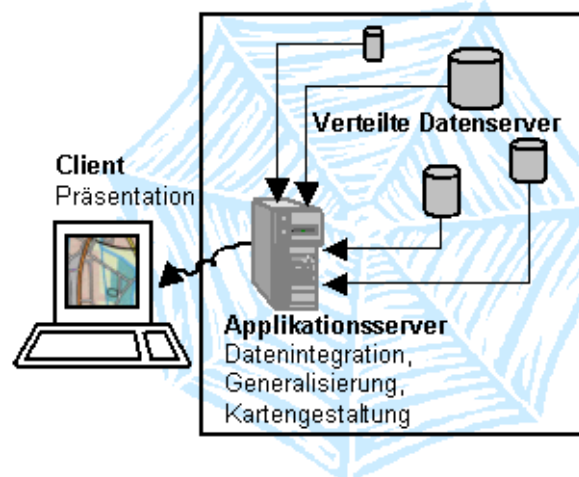 Verteilte Datenserver
Client
Präsentation
Applikationsserver
Datenintegration,
Generalisierung,
Kartengestaltung